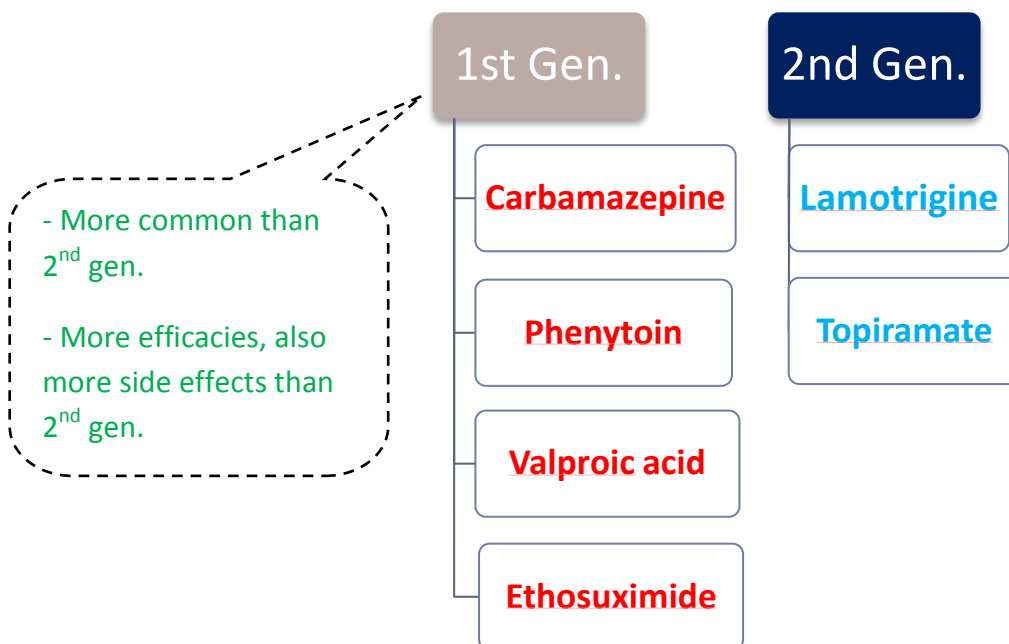 1st Gen.
2nd Gen.
Carbamazepine
Phenytoin
Valproic acid
Ethosuximide
Lamotrigine
Topiramate
- More common than
2nd gen.
- More efficacies, also
more side effects than
2nd gen.